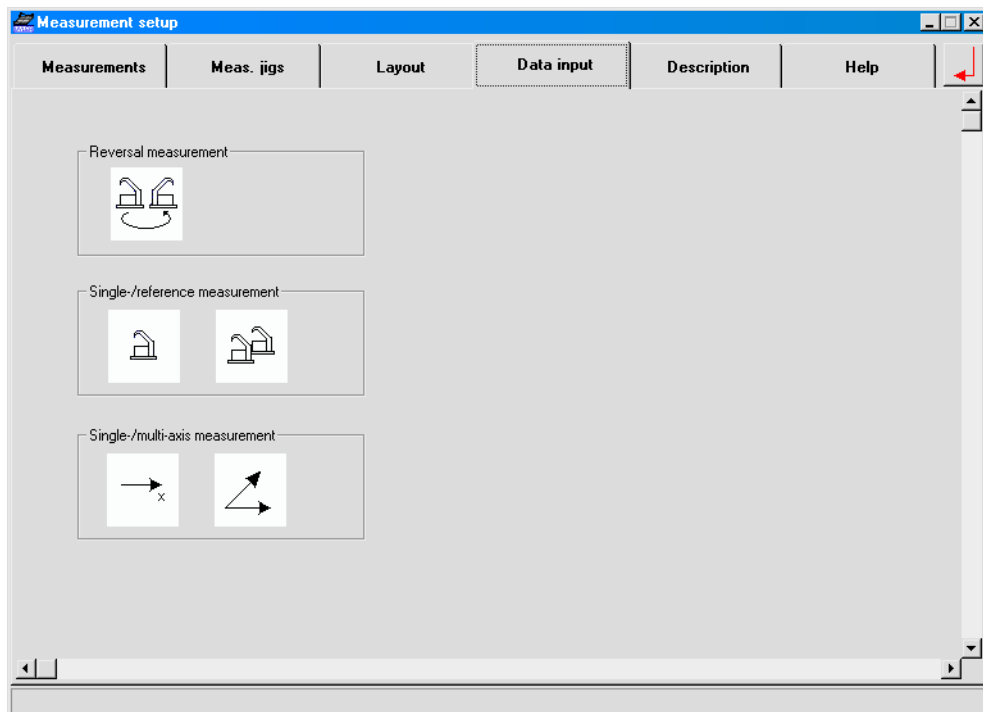 Measurement setup
Measurements Meas. jigs Layout Data input Description Help
Reversal measurement
Single-/reference measurement
Single-/multi-axis measurement
x